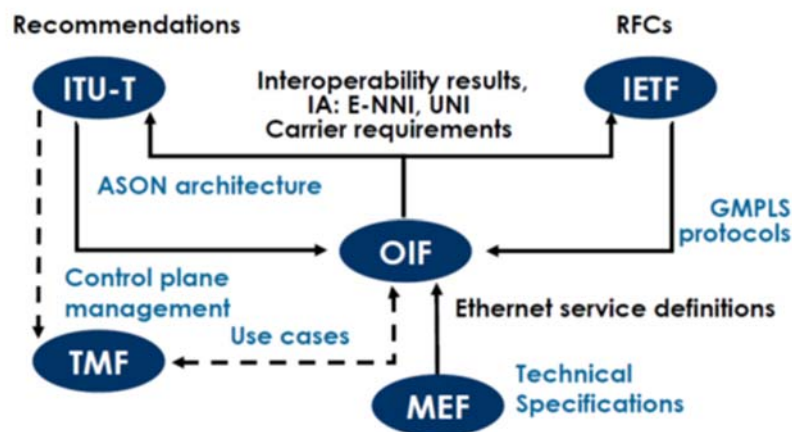 Recommendations
RFCs
ITU-T
Interoperability results,
IA: E-NNI, UNI
Carrier requirements
IETF
ASON architecture
GMPLS
protocols
OIF
Control plane
management
Ethernet service definitions
Use cases
TMF
MEF
Technical
Specifications